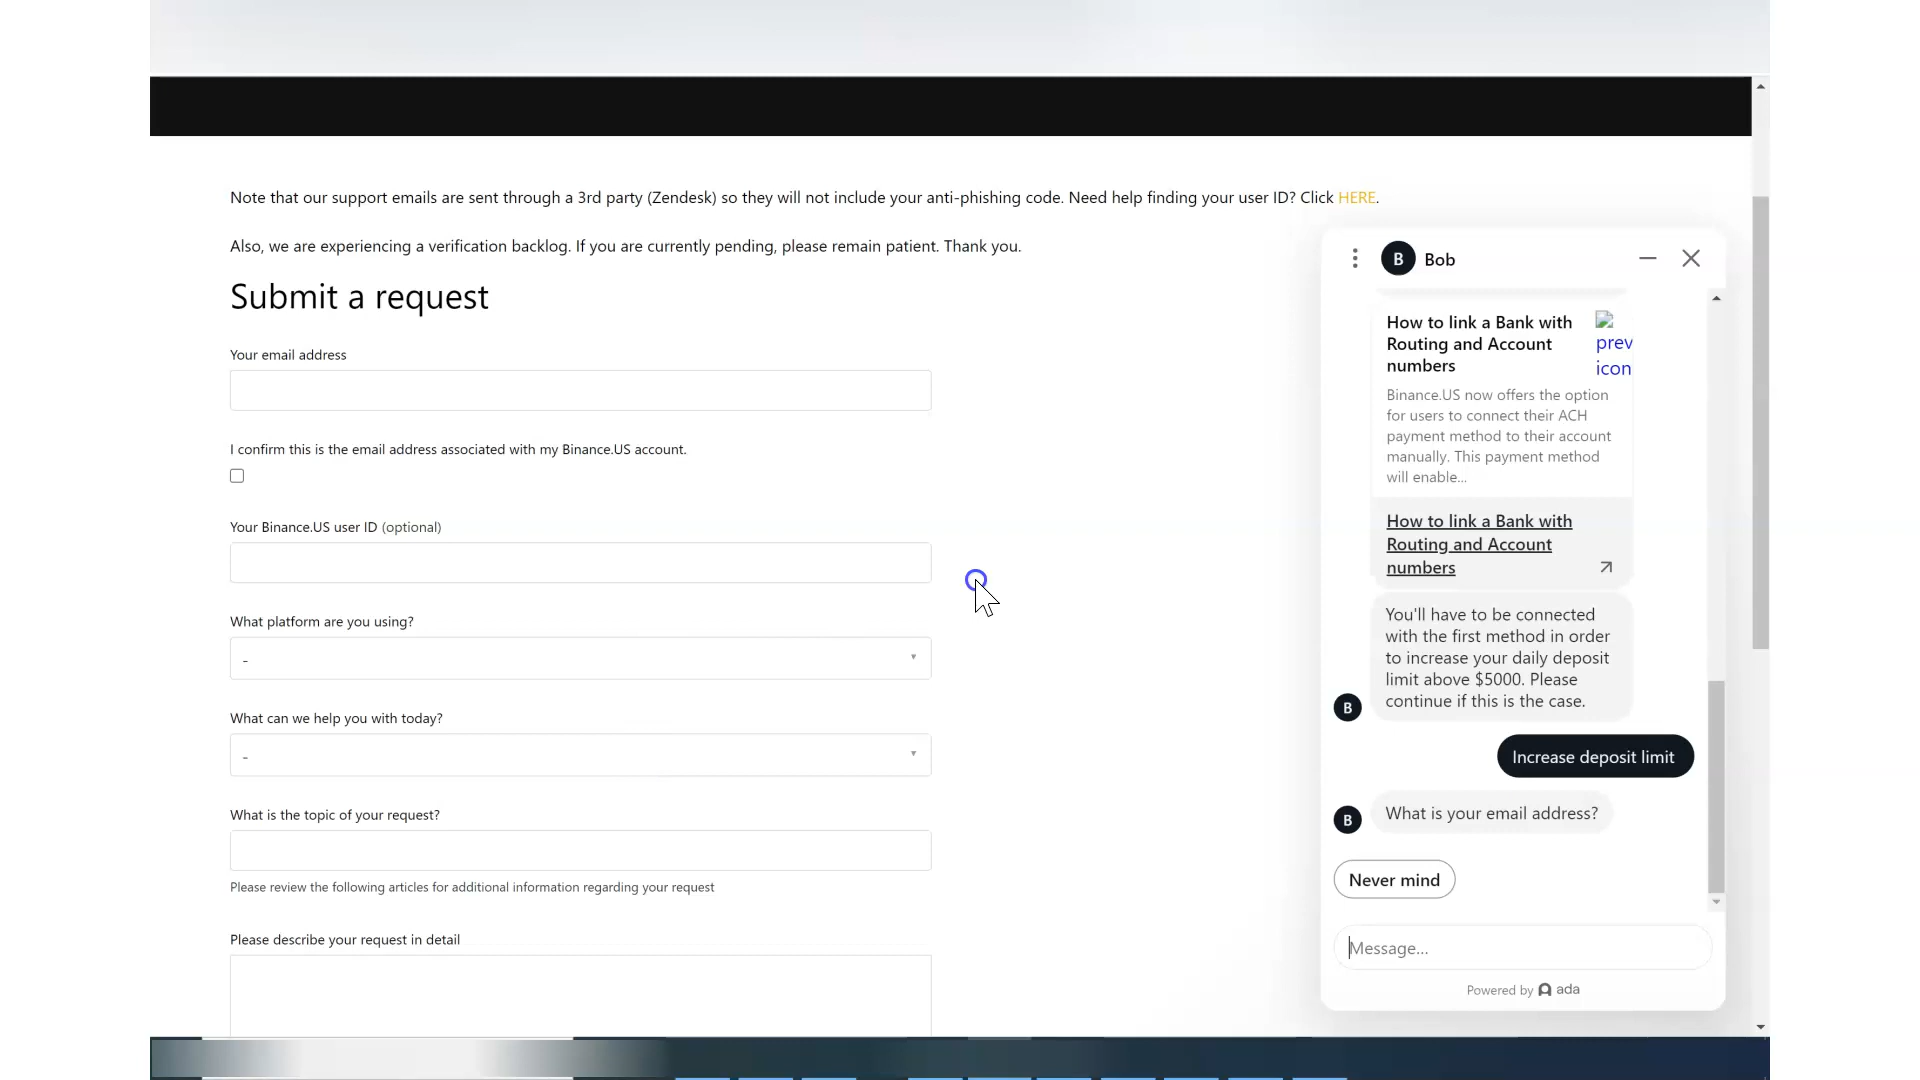 Note that our support emails are sent through a 3rd party (Zendesk) so they will not include your anti-phishing code. Need help finding your user ID? Click HERE.
Also, we are experiencing a verification backlog. If you are currently pending, please remain patient. Thank you.
Submit a request
Your email address
I confirm this is the email address associated with my Binance.US account.
Your Binance.US user ID (optional)
What platform are you using?
-
What can we help you with today?
-
What is the topic of your request?
Please review the following articles for additional information regarding your request
Please describe your request in detail
B Bob
How to link a Bank with
Routing and Account
numbers
prev
icon
Binance.US now offers the option
for users to connect their ACH
payment method to their account
manually. This payment method
will enable...
How to link a Bank with
Routing and Account
numbers
You'll have to be connected
with the first method in order
to increase your daily deposit
limit above $5000. Please
continue if this is the case.
B
Increase deposit limit
B What is your email address?
Never mind
Message...
Powered by ada